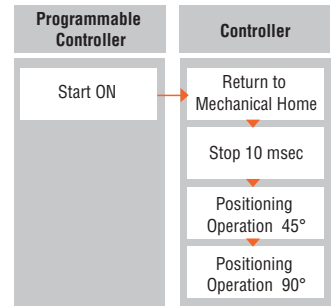 Programmable
Controller
Controller
Start ON
Return to
Mechanical Home
Stop 10 msec
Positioning
Operation 45°
Positioning
Operation 90°